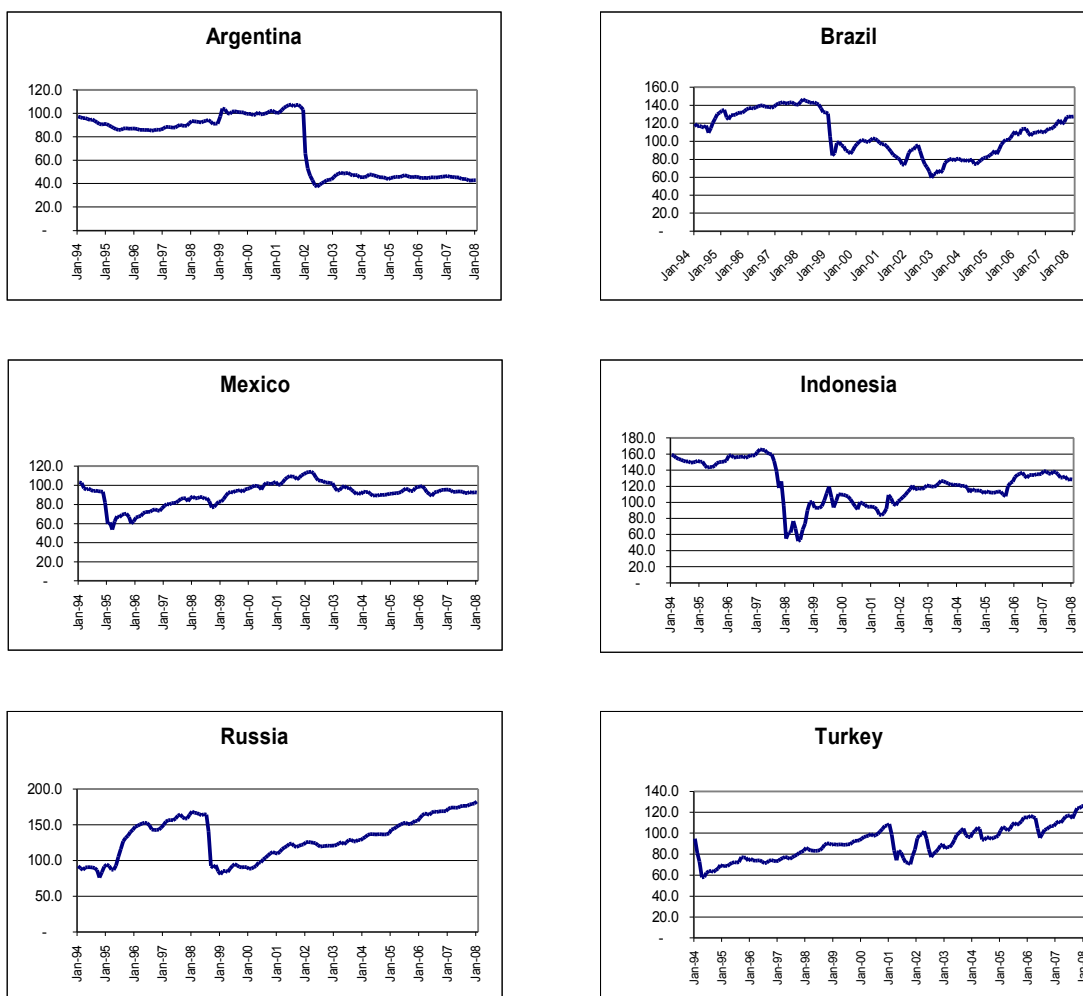 Argentina
120.0
100.0
80.0
60.0
40.0
20.0
-
Jan-94
Jan-95
Jan-96
Jan-97
Jan-98
Jan-99
Jan-00
Jan-01
Jan-02
Jan-03
Jan-04
Jan-05
Jan-06
Jan-07
Jan-08
Brazil
160.0
140.0
120.0
100.0
80.0
60.0
40.0
20.0
-
Jan-94
Jan-95
Jan-96
Jan-97
Jan-98
Jan-99
Jan-00
Jan-01
Jan-02
Jan-03
Jan-04
Jan-05
Jan-06
Jan-07
Jan-08
Mexico
120.0
100.0
80.0
60.0
40.0
20.0
-
Jan-94
Jan-95
Jan-96
Jan-97
Jan-98
Jan-99
Jan-00
Jan-01
Jan-02
Jan-03
Jan-04
Jan-05
Jan-06
Jan-07
Jan-08
Indonesia
180.0
160.0
140.0
120.0
100.0
80.0
60.0
40.0
20.0
-
Jan-94
Jan-95
Jan-96
Jan-97
Jan-98
Jan-99
Jan-00
Jan-01
Jan-02
Jan-03
Jan-04
Jan-05
Jan-06
Jan-07
Jan-08
Russia
200.0
150.0
100.0
50.0
-
Jan-94
Jan-95
Jan-96
Jan-97
Jan-98
Jan-99
Jan-00
Jan-01
Jan-02
Jan-03
Jan-04
Jan-05
Jan-06
Jan-07
Jan-08
Turkey
140.0
120.0
100.0
80.0
60.0
40.0
20.0
-
Jan-94
Jan-95
Jan-96
Jan-97
Jan-98
Jan-99
Jan-00
Jan-01
Jan-02
Jan-03
Jan-04
Jan-05
Jan-06
Jan-07
Jan-08